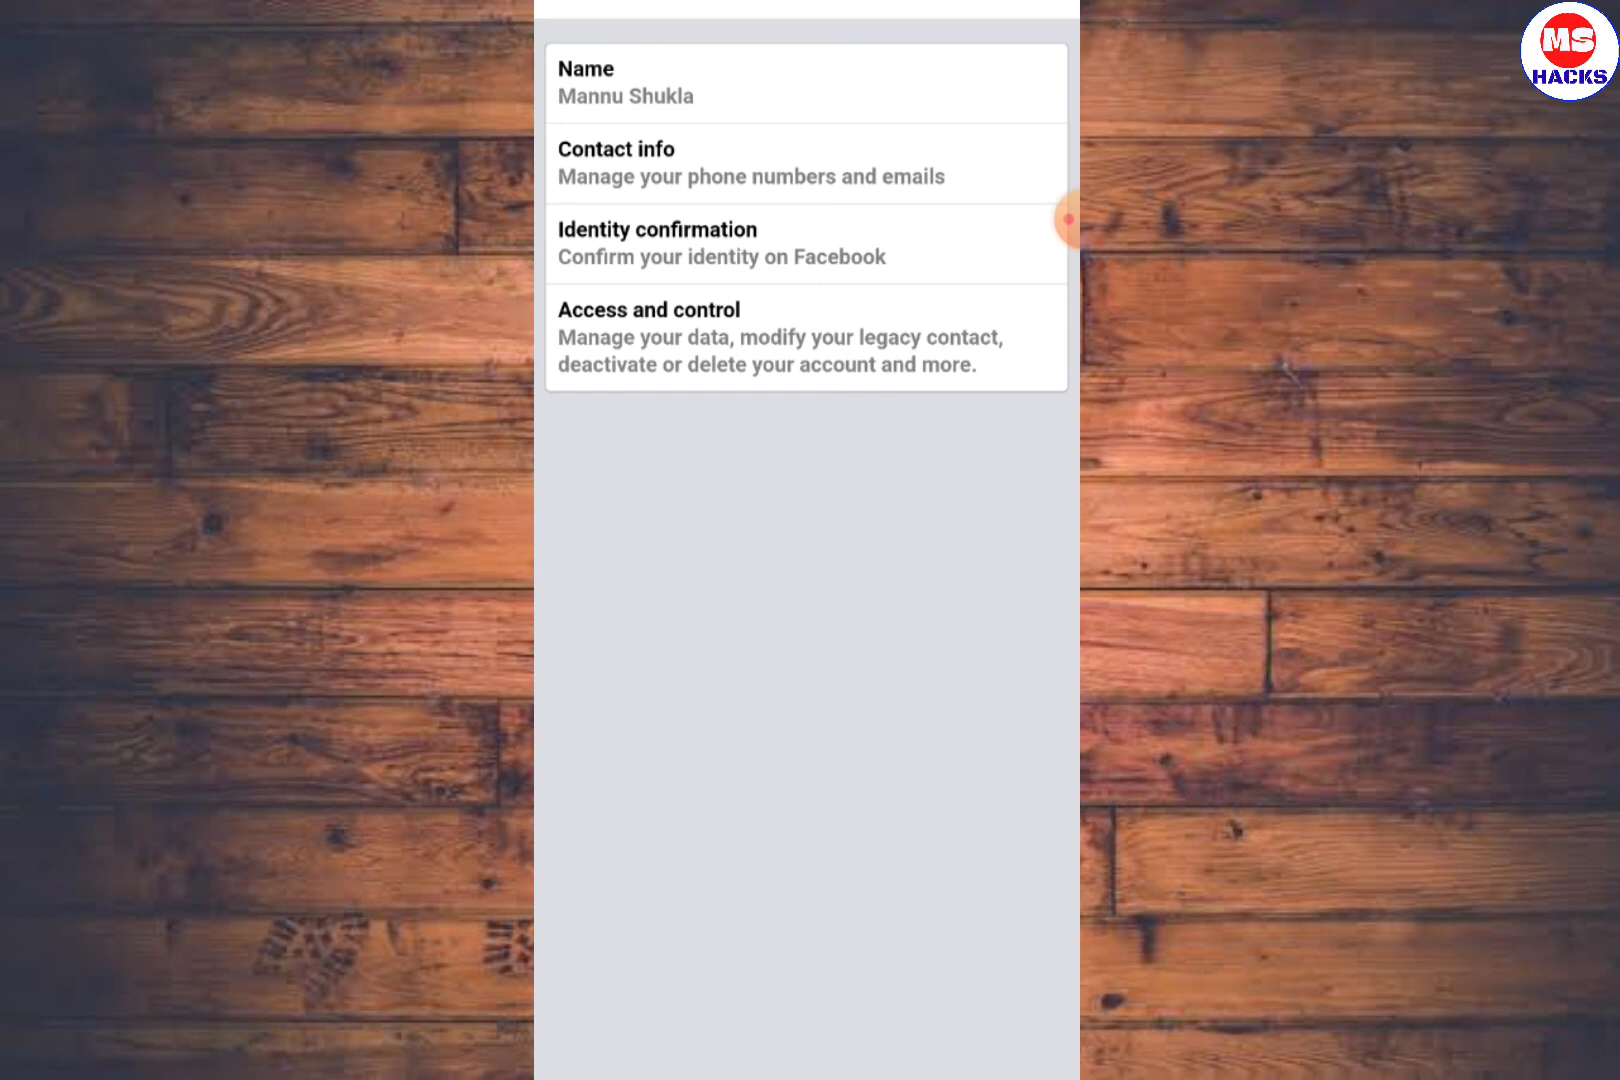 MS
HACKS
Name
Mannu Shukla
Contact info
Manage your phone numbers and emails
Identity confirmation
Confirm your identity on Facebook
Access and control
Manage your data, modify your legacy contact,
deactivate or delete your account and more.